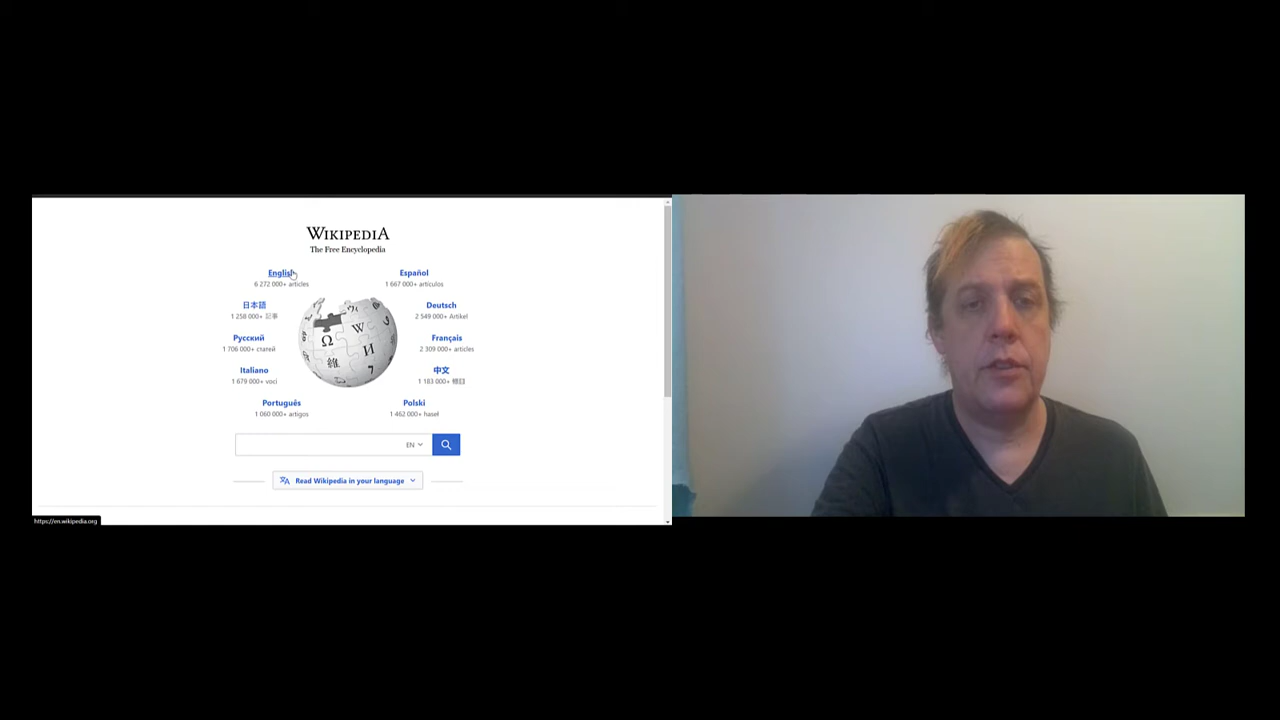 WIKIPEDIA
The Free Encyclopedia
English
6 272 000+ articles
Español
1 667 000+ artículos
日本語
1 258 000+ 記事
Deutsch
2 549 000+ Artikel
Русский
1 706 000+ статей
Français
2 309 000+ articles
Italiano
1 679 000+ voci
中文
1 183 000+ 條目
Português
1 060 000+ artigos
Polski
1 462 000+ haseł
Ω
W
И
維
EN
Read Wikipedia in your language
https://en.wikipedia.org